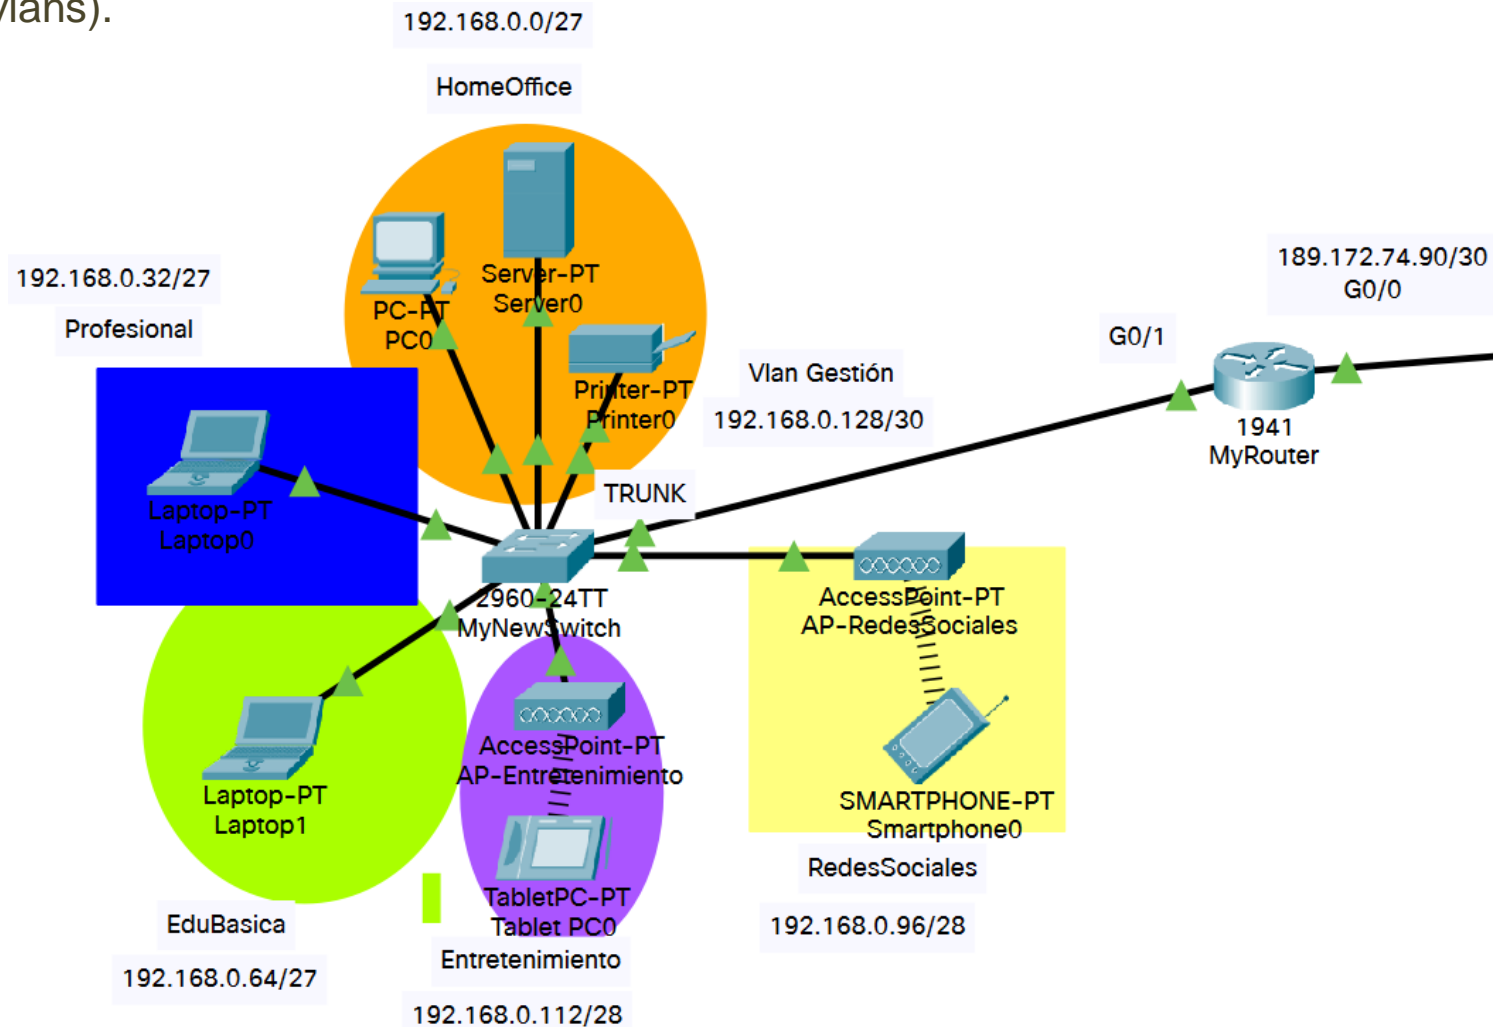 vlans).
192.168.0.0/27
HomeOffice
Server-PT
Server0
PC-PT
PC0
Printer-PT
Printer0
192.168.0.32/27
Profesional
Laptop-PT
Laptop0
Vlan Gestión
192.168.0.128/30
TRUNK
G0/1
189.172.74.90/30
G0/0
1941
MyRouter
2960-24TT
MyNewSwitch
AccessPoint-PT
AP-RedesSociales
SMARTPHONE-PT
Smartphone0
RedesSociales
192.168.0.96/28
AccessPoint-PT
AP-Entretenimiento
TabletPC-PT
Tablet PC0
Entretenimiento
192.168.0.112/28
Laptop-PT
Laptop1
EduBasica
192.168.0.64/27